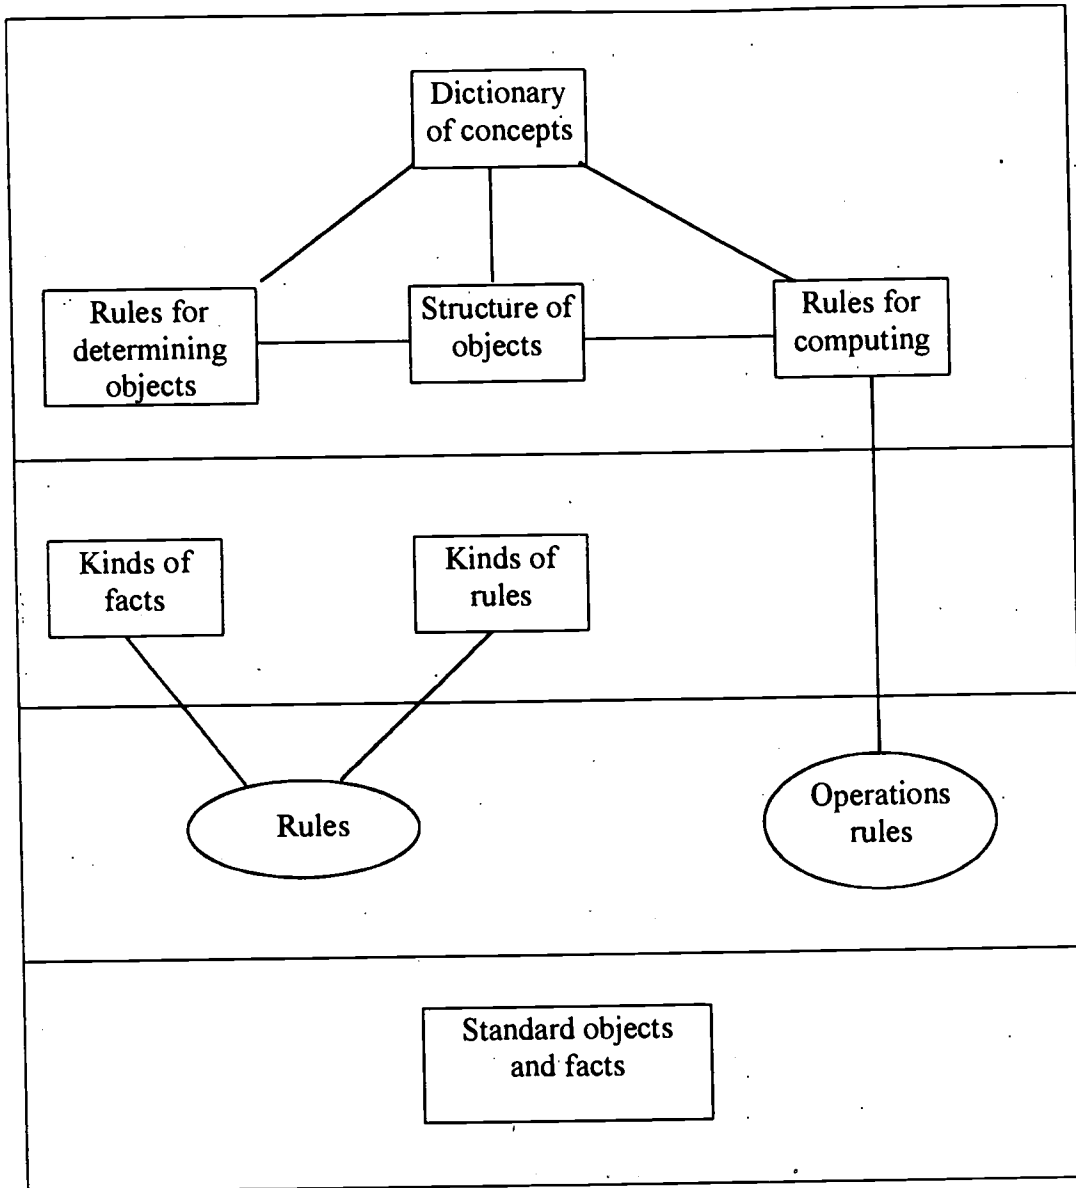 Dictionary
of concepts
Rules for
determining
objects
Structure of
objects
Rules for
computing
Kinds of
facts
Kinds of
rules
Rules
Operations
rules
Standard objects
and facts